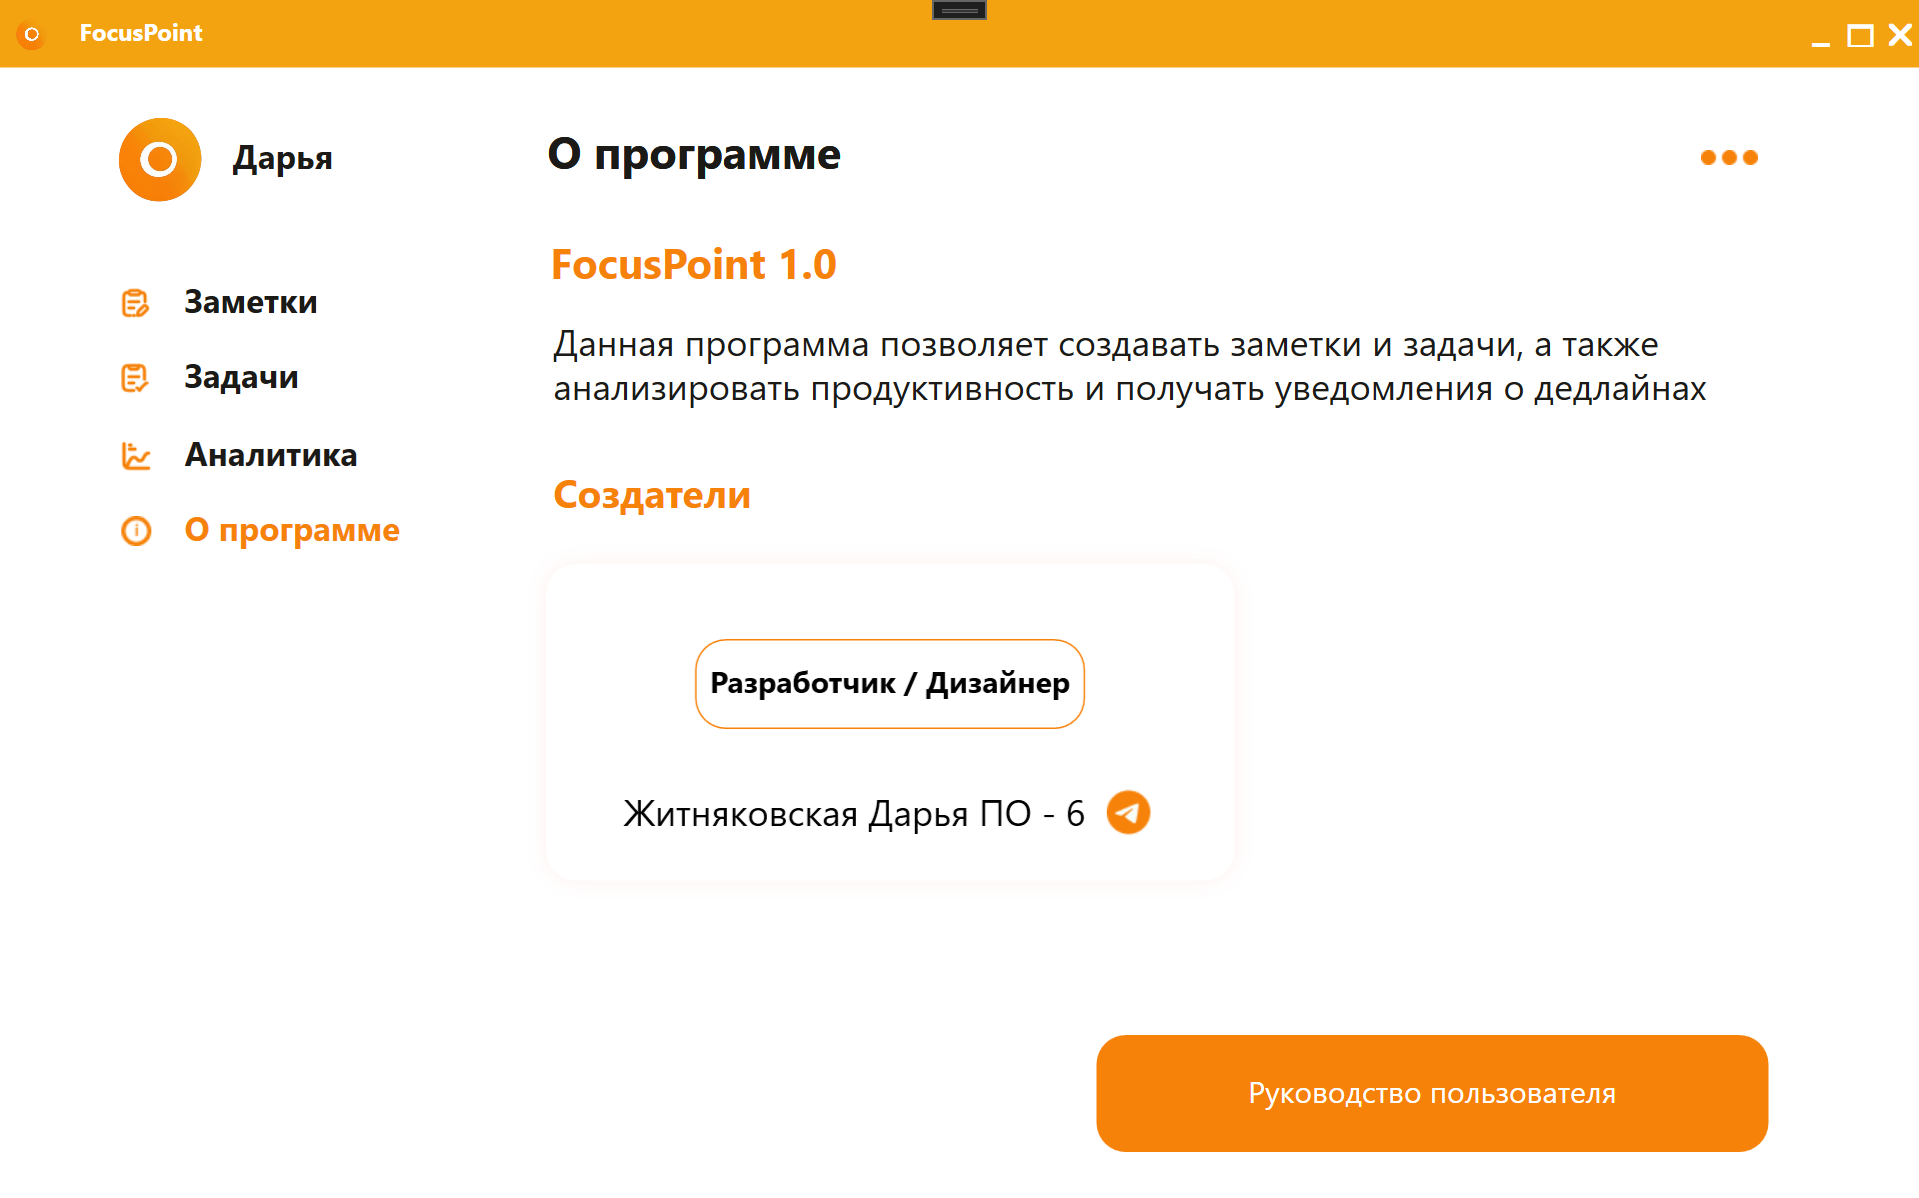 FocusPoint
Дарья
Заметки
Задачи
Аналитика
О программе
О программе
FocusPoint 1.0
Данная программа позволяет создавать заметки и задачи, а также
анализировать продуктивность и получать уведомления о дедлайнах
Создатели
Разработчик / Дизайнер
Житняковская Дарья ПО - 6
Руководство пользователя